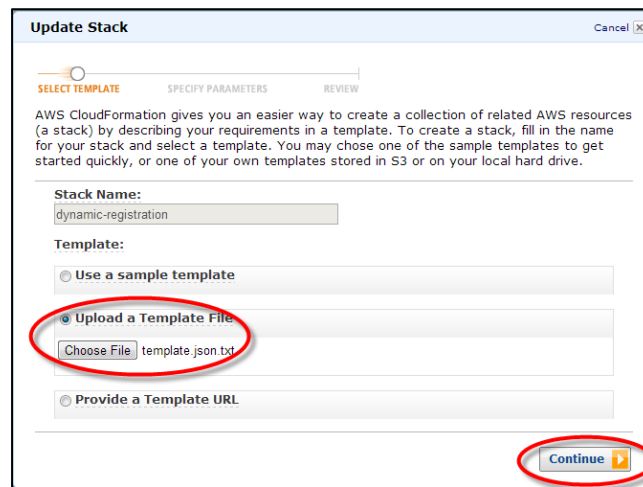 Update Stack
Cancel
SELECT TEMPLATE SPECIFY PARAMETERS REVIEW
AWS CloudFormation gives you an easier way to create a collection of related AWS resources
(a stack) by describing your requirements in a template. To create a stack, fill in the name
for your stack and select a template. You may chose one of the sample templates to get
started quickly, or one of your own templates stored in S3 or on your local hard drive.
Stack Name:
dynamic-registration
Template:
Use a sample template
Upload a Template File
Choose File template.json.txt
Provide a Template URL
Continue